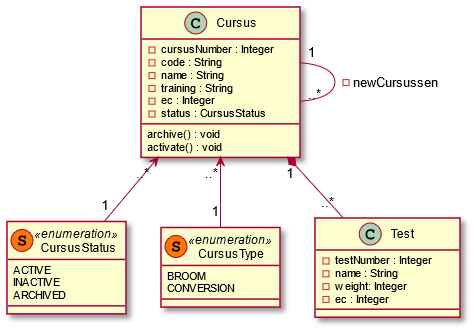 C Cursus
cursusNumber : Integer
code : String
name : String
training : String
ec : Integer
status : CursusStatus
archive() : void
activate() : void
1
..*
newCursussen
..*
1
..*
1
1
..*
S «enumeration»
CursusStatus
ACTIVE
INACTIVE
ARCHIVED
S «enumeration»
CursusType
BROOM
CONVERSION
C Test
testNumber : Integer
name : String
weight: Integer
ec : Integer